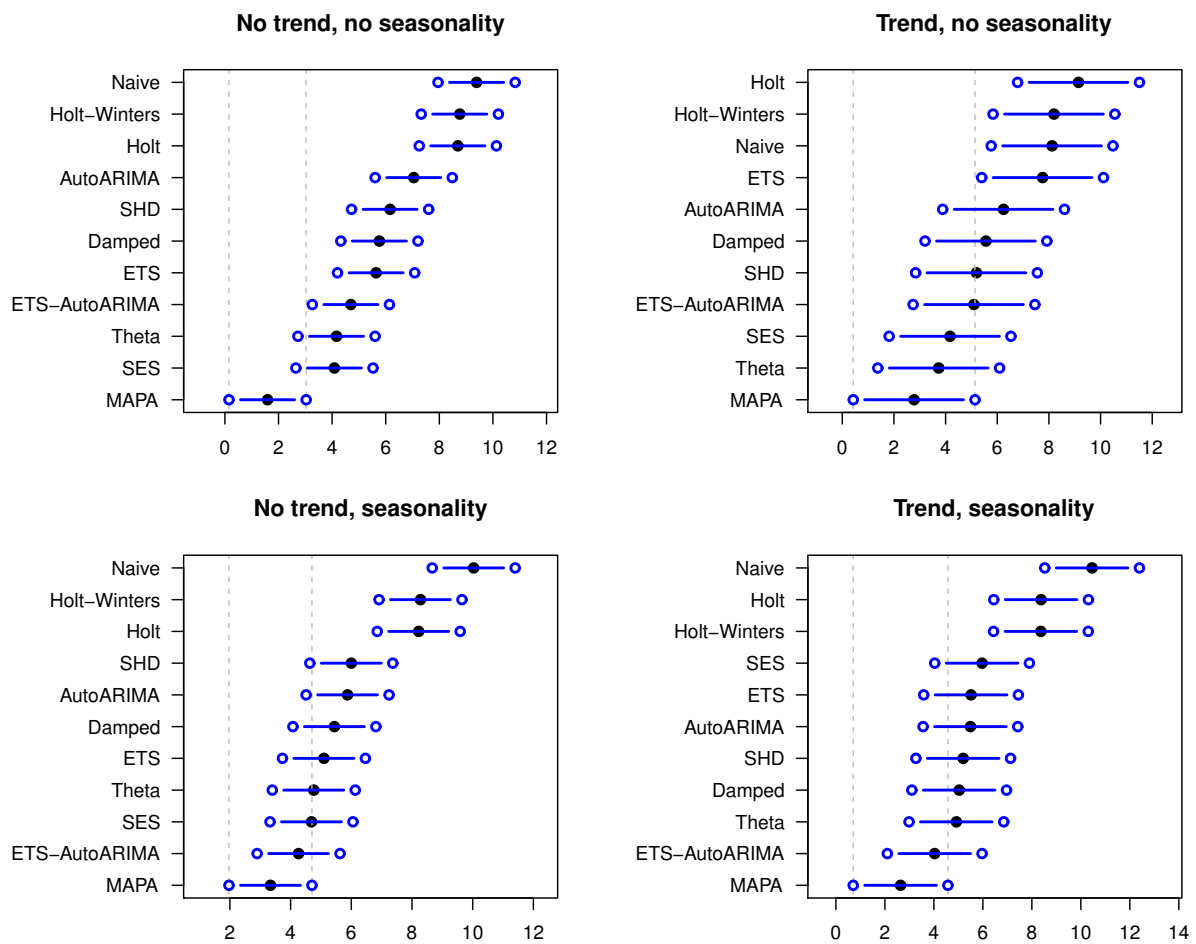 No trend, no seasonality
Naive
Holt−Winters
Holt
AutoARIMA
SHD
Damped
ETS
ETS−AutoARIMA
Theta
SES
MAPA
0 2 4 6 8 10 12
Trend, no seasonality
Holt
Holt−Winters
Naive
ETS
AutoARIMA
Damped
SHD
ETS−AutoARIMA
SES
Theta
MAPA
0 2 4 6 8 10 12
No trend, seasonality
Naive
Holt−Winters
Holt
SHD
AutoARIMA
Damped
ETS
Theta
SES
ETS−AutoARIMA
MAPA
2 4 6 8 10 12
Trend, seasonality
Naive
Holt
Holt−Winters
SES
ETS
AutoARIMA
SHD
Damped
Theta
ETS−AutoARIMA
MAPA
0 2 4 6 8 10 12 14